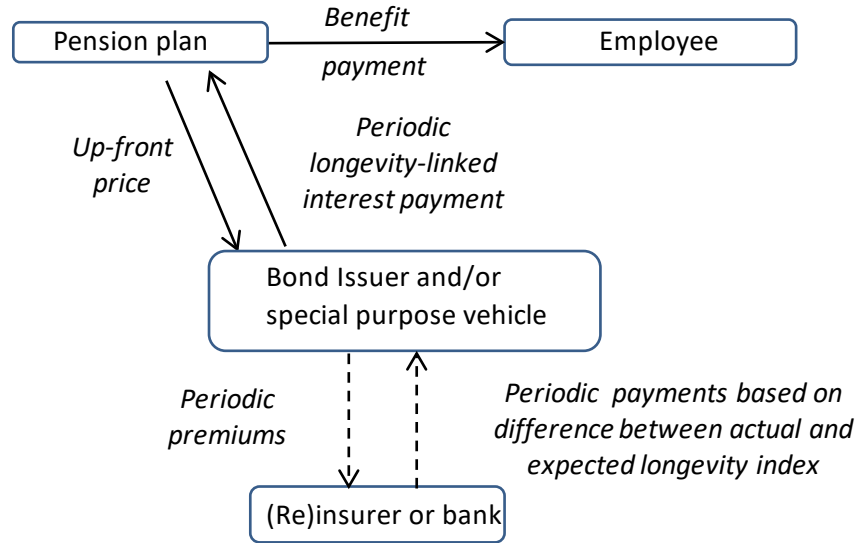 Pension plan
Benefit
payment
Employee
Up-front
price
Periodic
longevity-linked
interest payment
Bond Issuer and/or
special purpose vehicle
Periodic
premiums
Periodic payments based on
difference between actual and
expected longevity index
(Re)insurer or bank